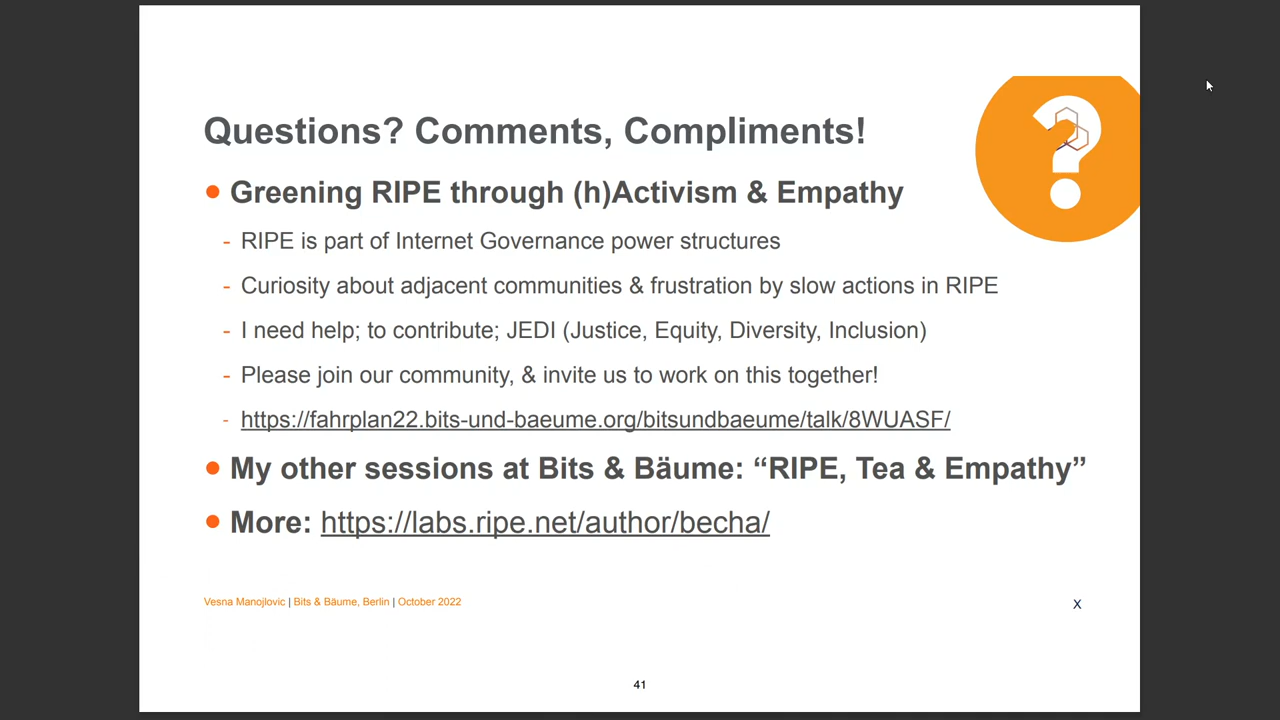 Questions? Comments, Compliments!
● Greening RIPE through (h)Activism & Empathy
- RIPE is part of Internet Governance power structures
- Curiosity about adjacent communities & frustration by slow actions in RIPE
- I need help; to contribute; JEDI (Justice, Equity, Diversity, Inclusion)
- Please join our community, & invite us to work on this together!
- https://fahrplan22.bits-und-baeume.org/bitsundbaeume/talk/8WUASF/
● My other sessions at Bits & Bäume: “RIPE, Tea & Empathy”
● More: https://labs.ripe.net/author/becha/
Vesna Manojlovic | Bits & Bäume, Berlin | October 2022
X
41
?